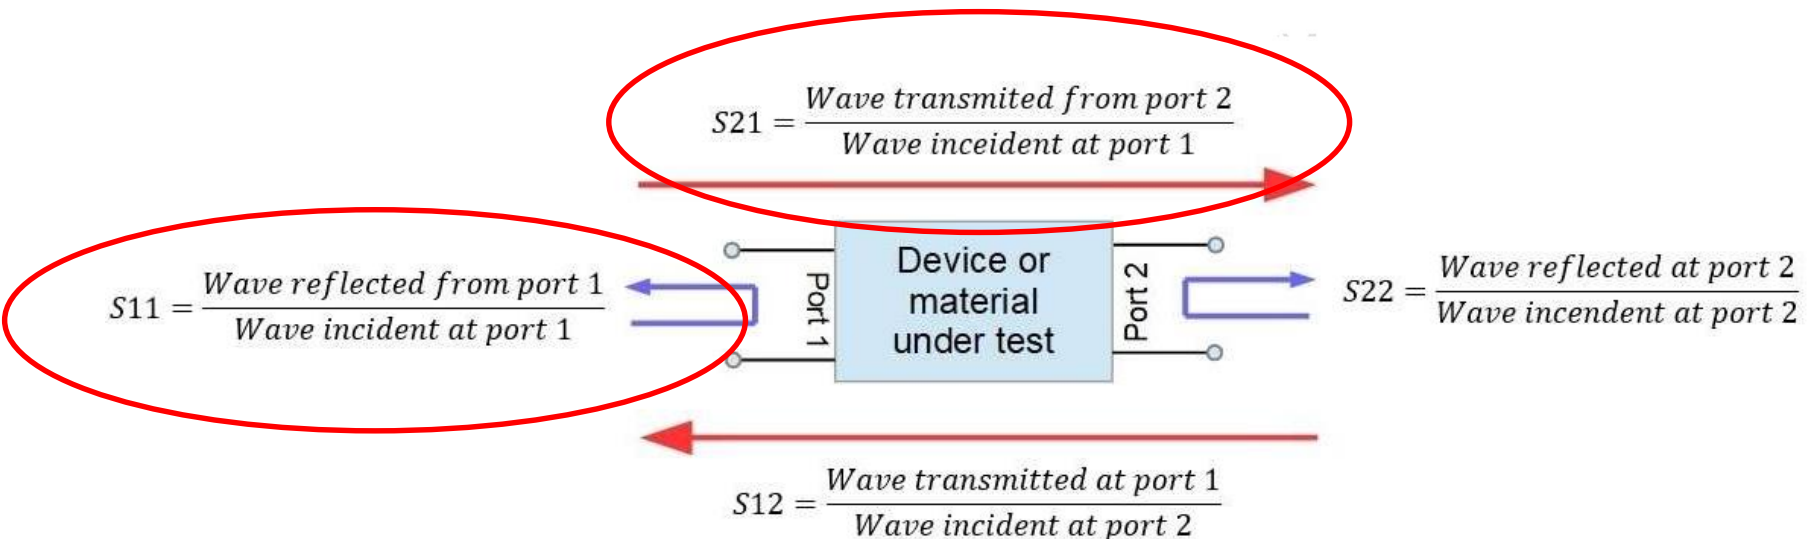 S21 = Wave transmited from port 2 / Wave inceident at port 1
S11 = Wave reflected from port 1 / Wave incident at port 1
Port 1
Device or
material
under test
Port 2
S22 = Wave reflected at port 2 / Wave incendent at port 2
S12 = Wave transmitted at port 1 / Wave incident at port 2